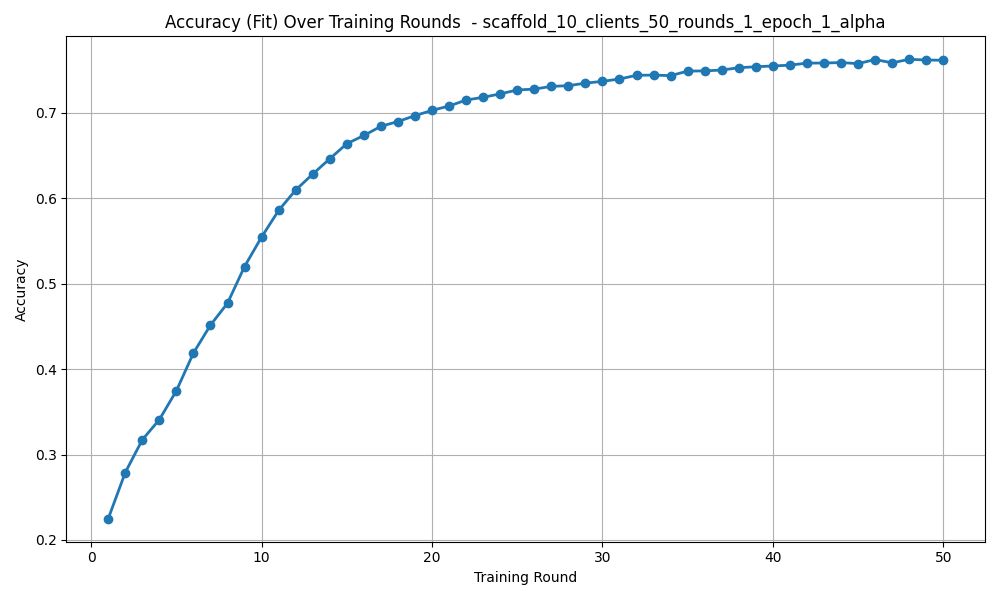 Accuracy (Fit) Over Training Rounds  - scaffold_10_clients_50_rounds_1_epoch_1_alpha
Accuracy
0.7
0.6
0.5
0.4
0.3
0.2
0 10 20 30 40 50
Training Round